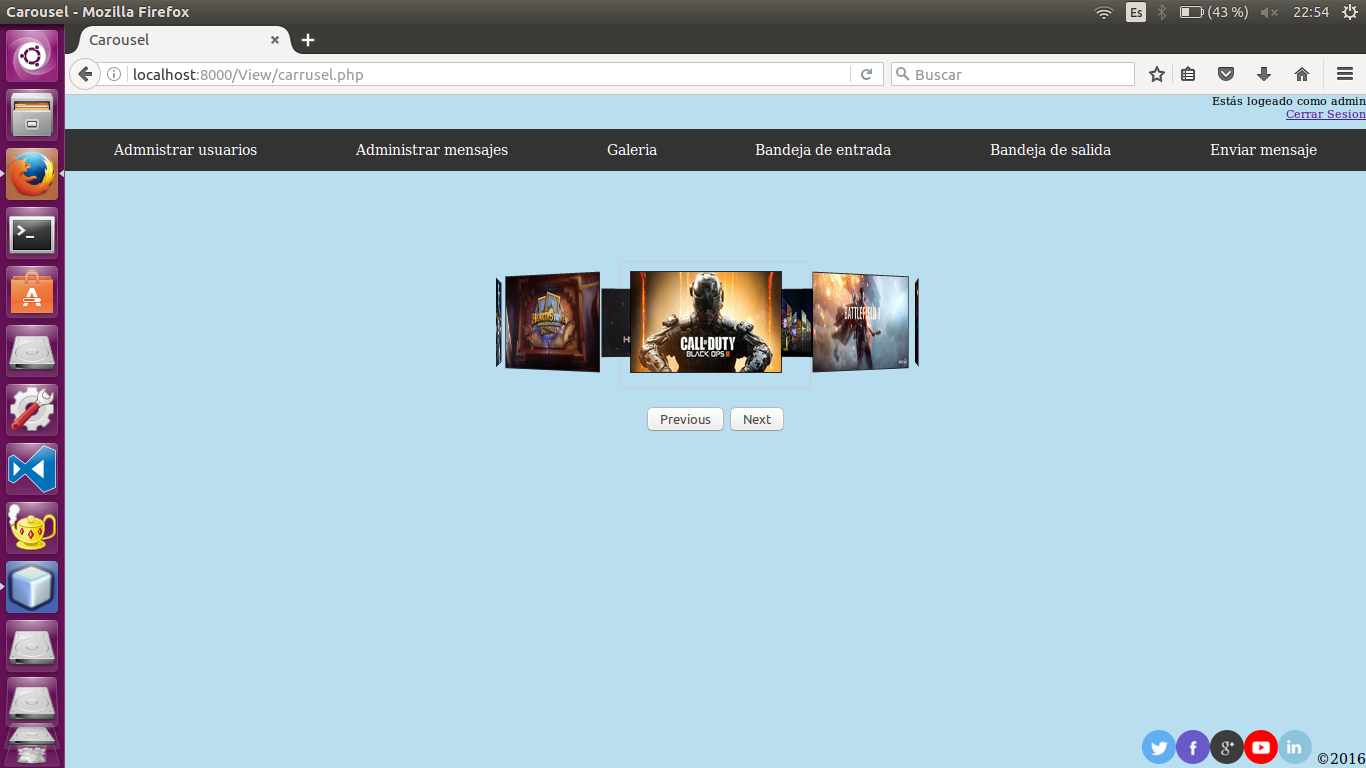 Carousel - Mozilla Firefox
Es
(43 %)
22:54
Carousel
localhost:8000/View/carrusel.php
Buscar
Estás logeado como admin
Cerrar Sesion
Admnistrar usuarios
Administrar mensajes
Galeria
Bandeja de entrada
Bandeja de salida
Enviar mensaje
H
CALL OF DUTY
BLACK OPS III
BATTLEFIELD 1
Previous
Next
g+
in
©2016